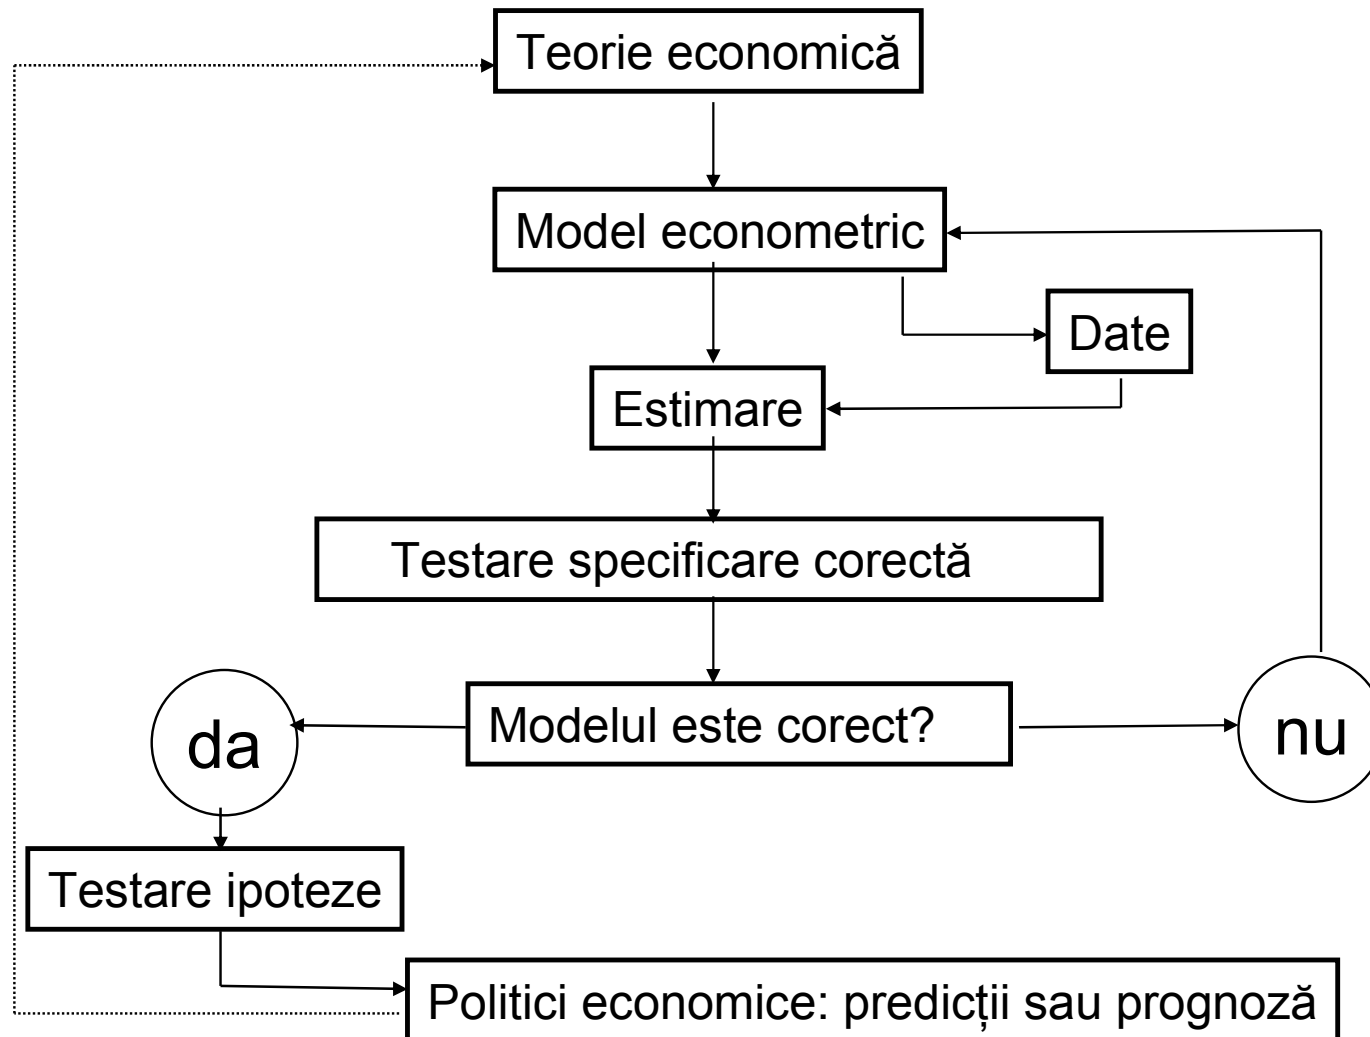 Teorie economică
Model econometric
Date
Estimare
Testare specificare corectă
Modelul este corect?
da
nu
Testare ipoteze
Politici economice: predicții sau prognoză